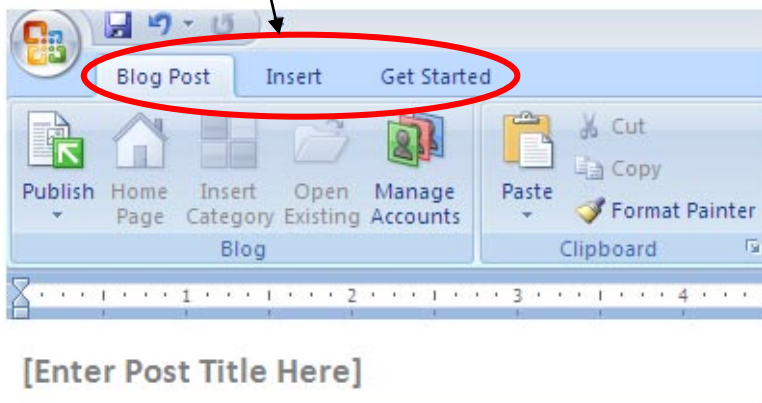 Blog Post Insert Get Started
Publish Home Page Insert Category Open Existing Manage Accounts Paste Cut
Copy
Format Painter
Blog Clipboard
1 2 3 4
[Enter Post Title Here]